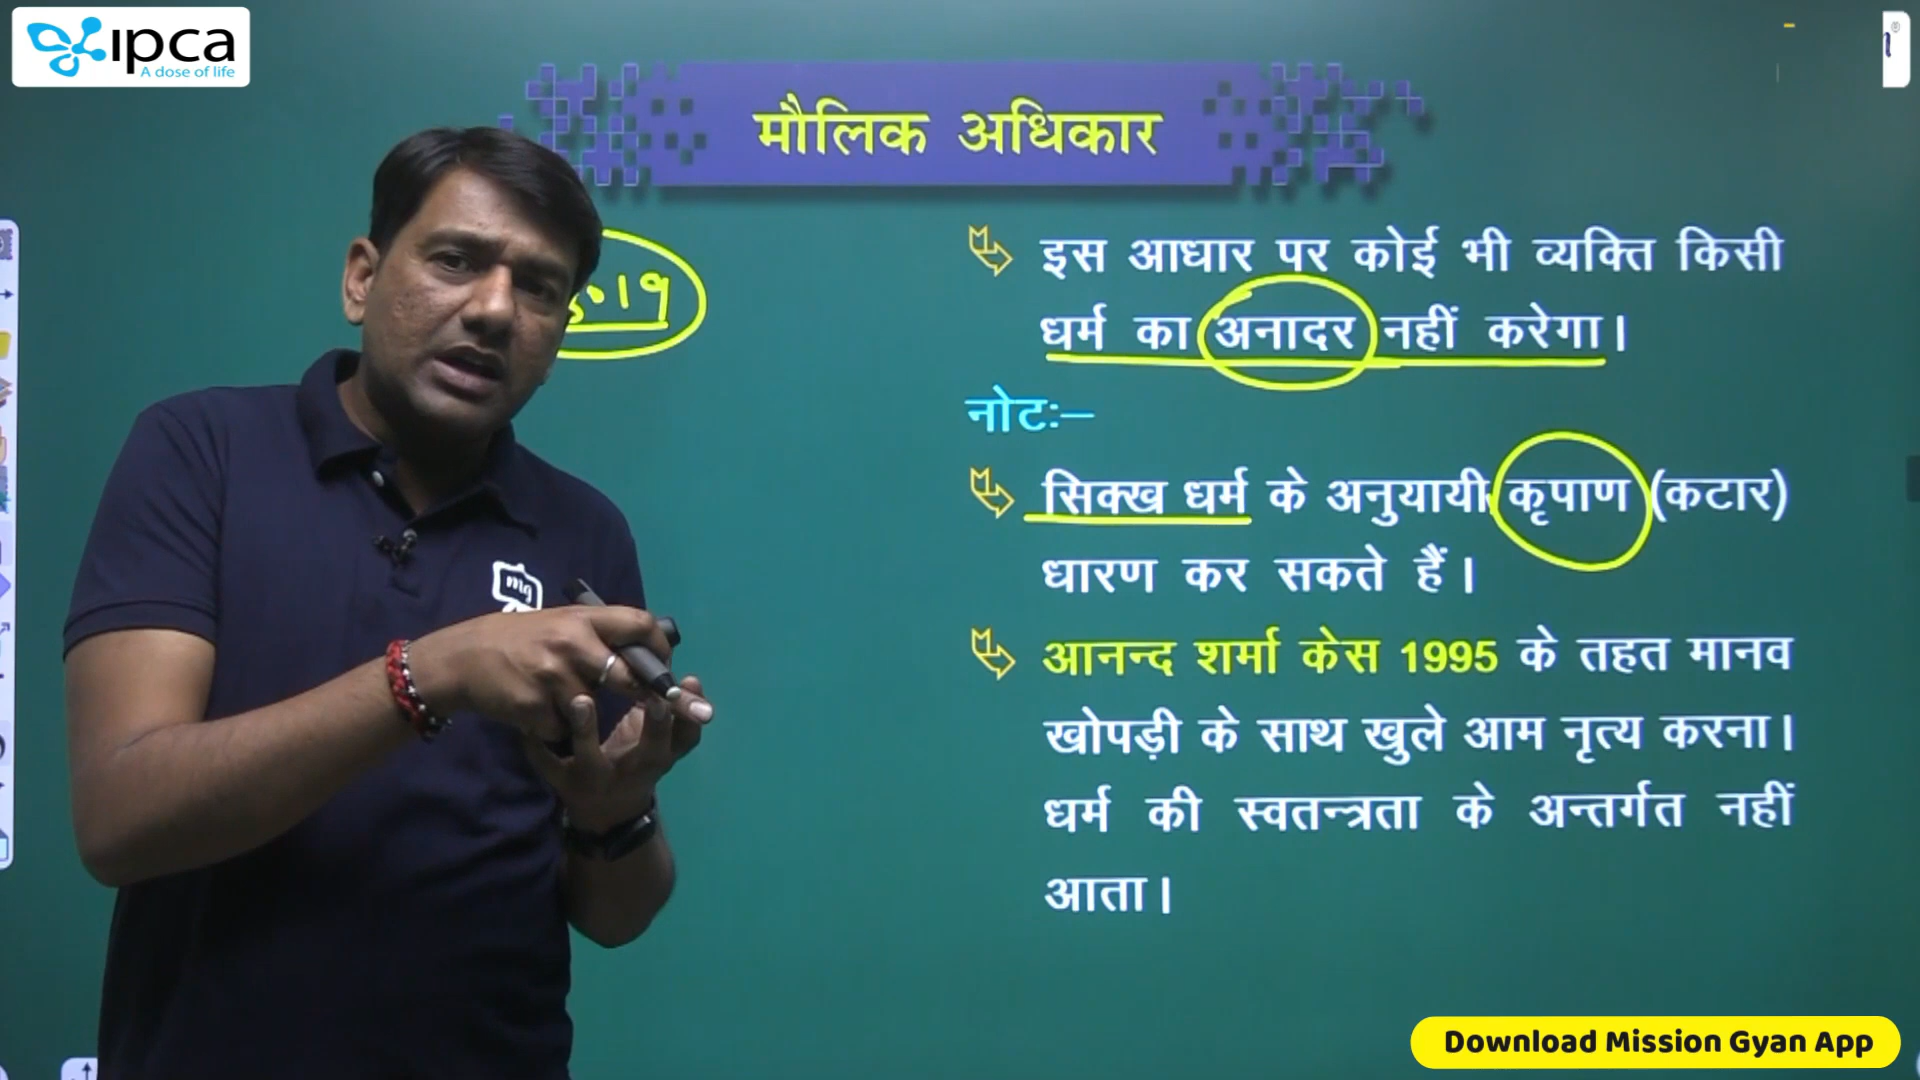 ipca
A dose of life
मौलिक अधिकार
इस आधार पर कोई भी व्यक्ति किसी
धर्म का अनादर नहीं करेगा।
नोटः–
सिक्ख धर्म के अनुयायी कृपाण (कटार)
धारण कर सकते हैं।
आनन्द शर्मा केस 1995 के तहत मानव
खोपड़ी के साथ खुले आम नृत्य करना।
धर्म की स्वतन्त्रता के अन्तर्गत नहीं
आता।
mg
Download Mission Gyan App